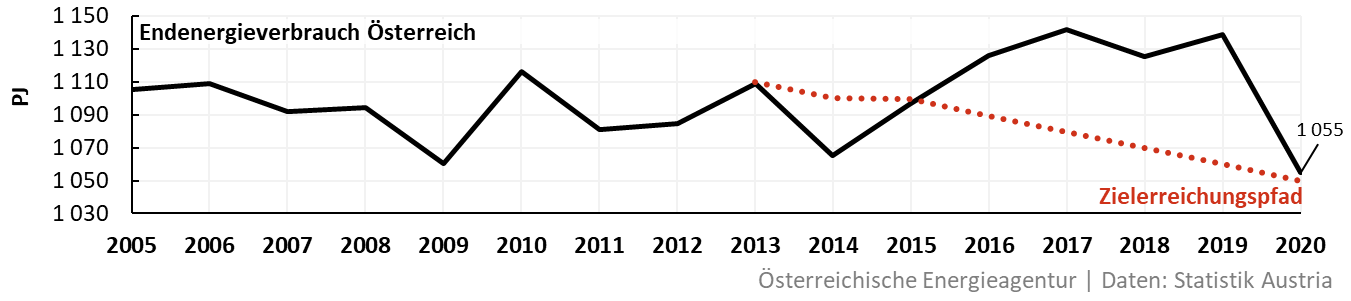 Endenergieverbrauch Österreich
PJ
1 150
1 130
1 110
1 090
1 070
1 050
1 030
1 055
Zielerreichungspfad
2005 2006 2007 2008 2009 2010 2011 2012 2013 2014 2015 2016 2017 2018 2019 2020
Österreichische Energieagentur | Daten: Statistik Austria